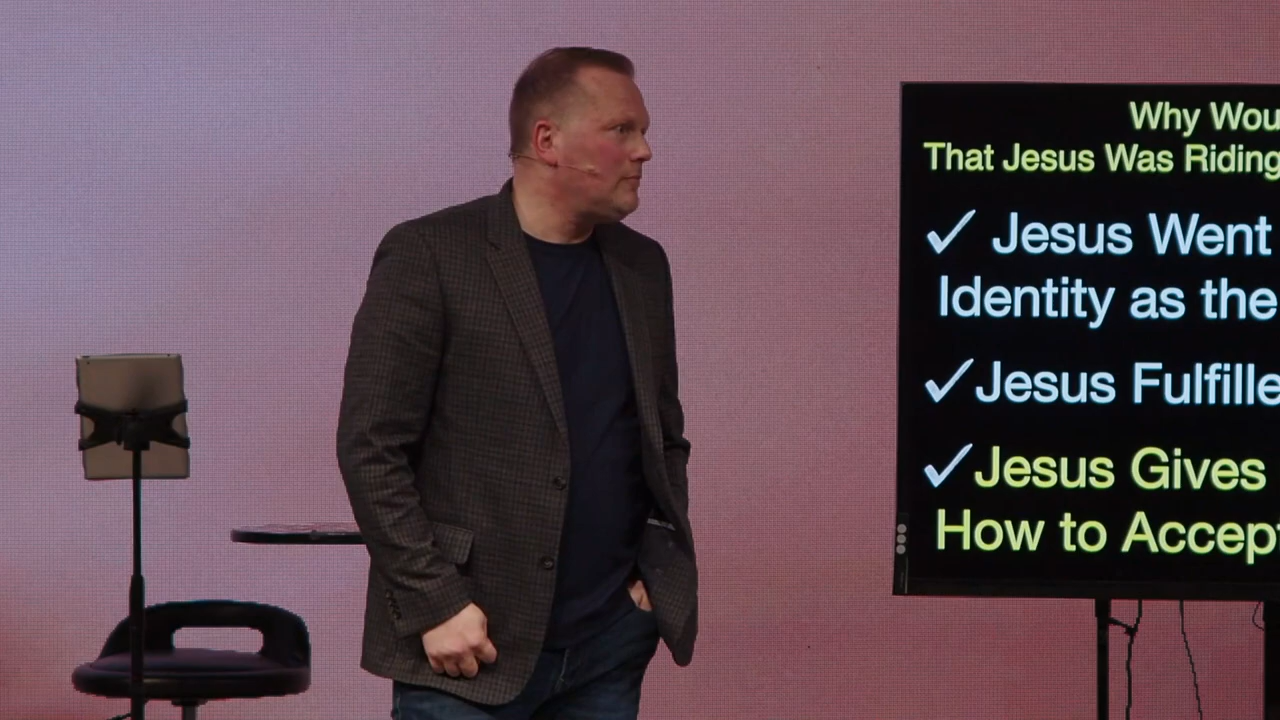 Why Wou
That Jesus Was Riding
✓ Jesus Went
Identity as the
✓ Jesus Fulfille
✓ Jesus Gives
How to Accep